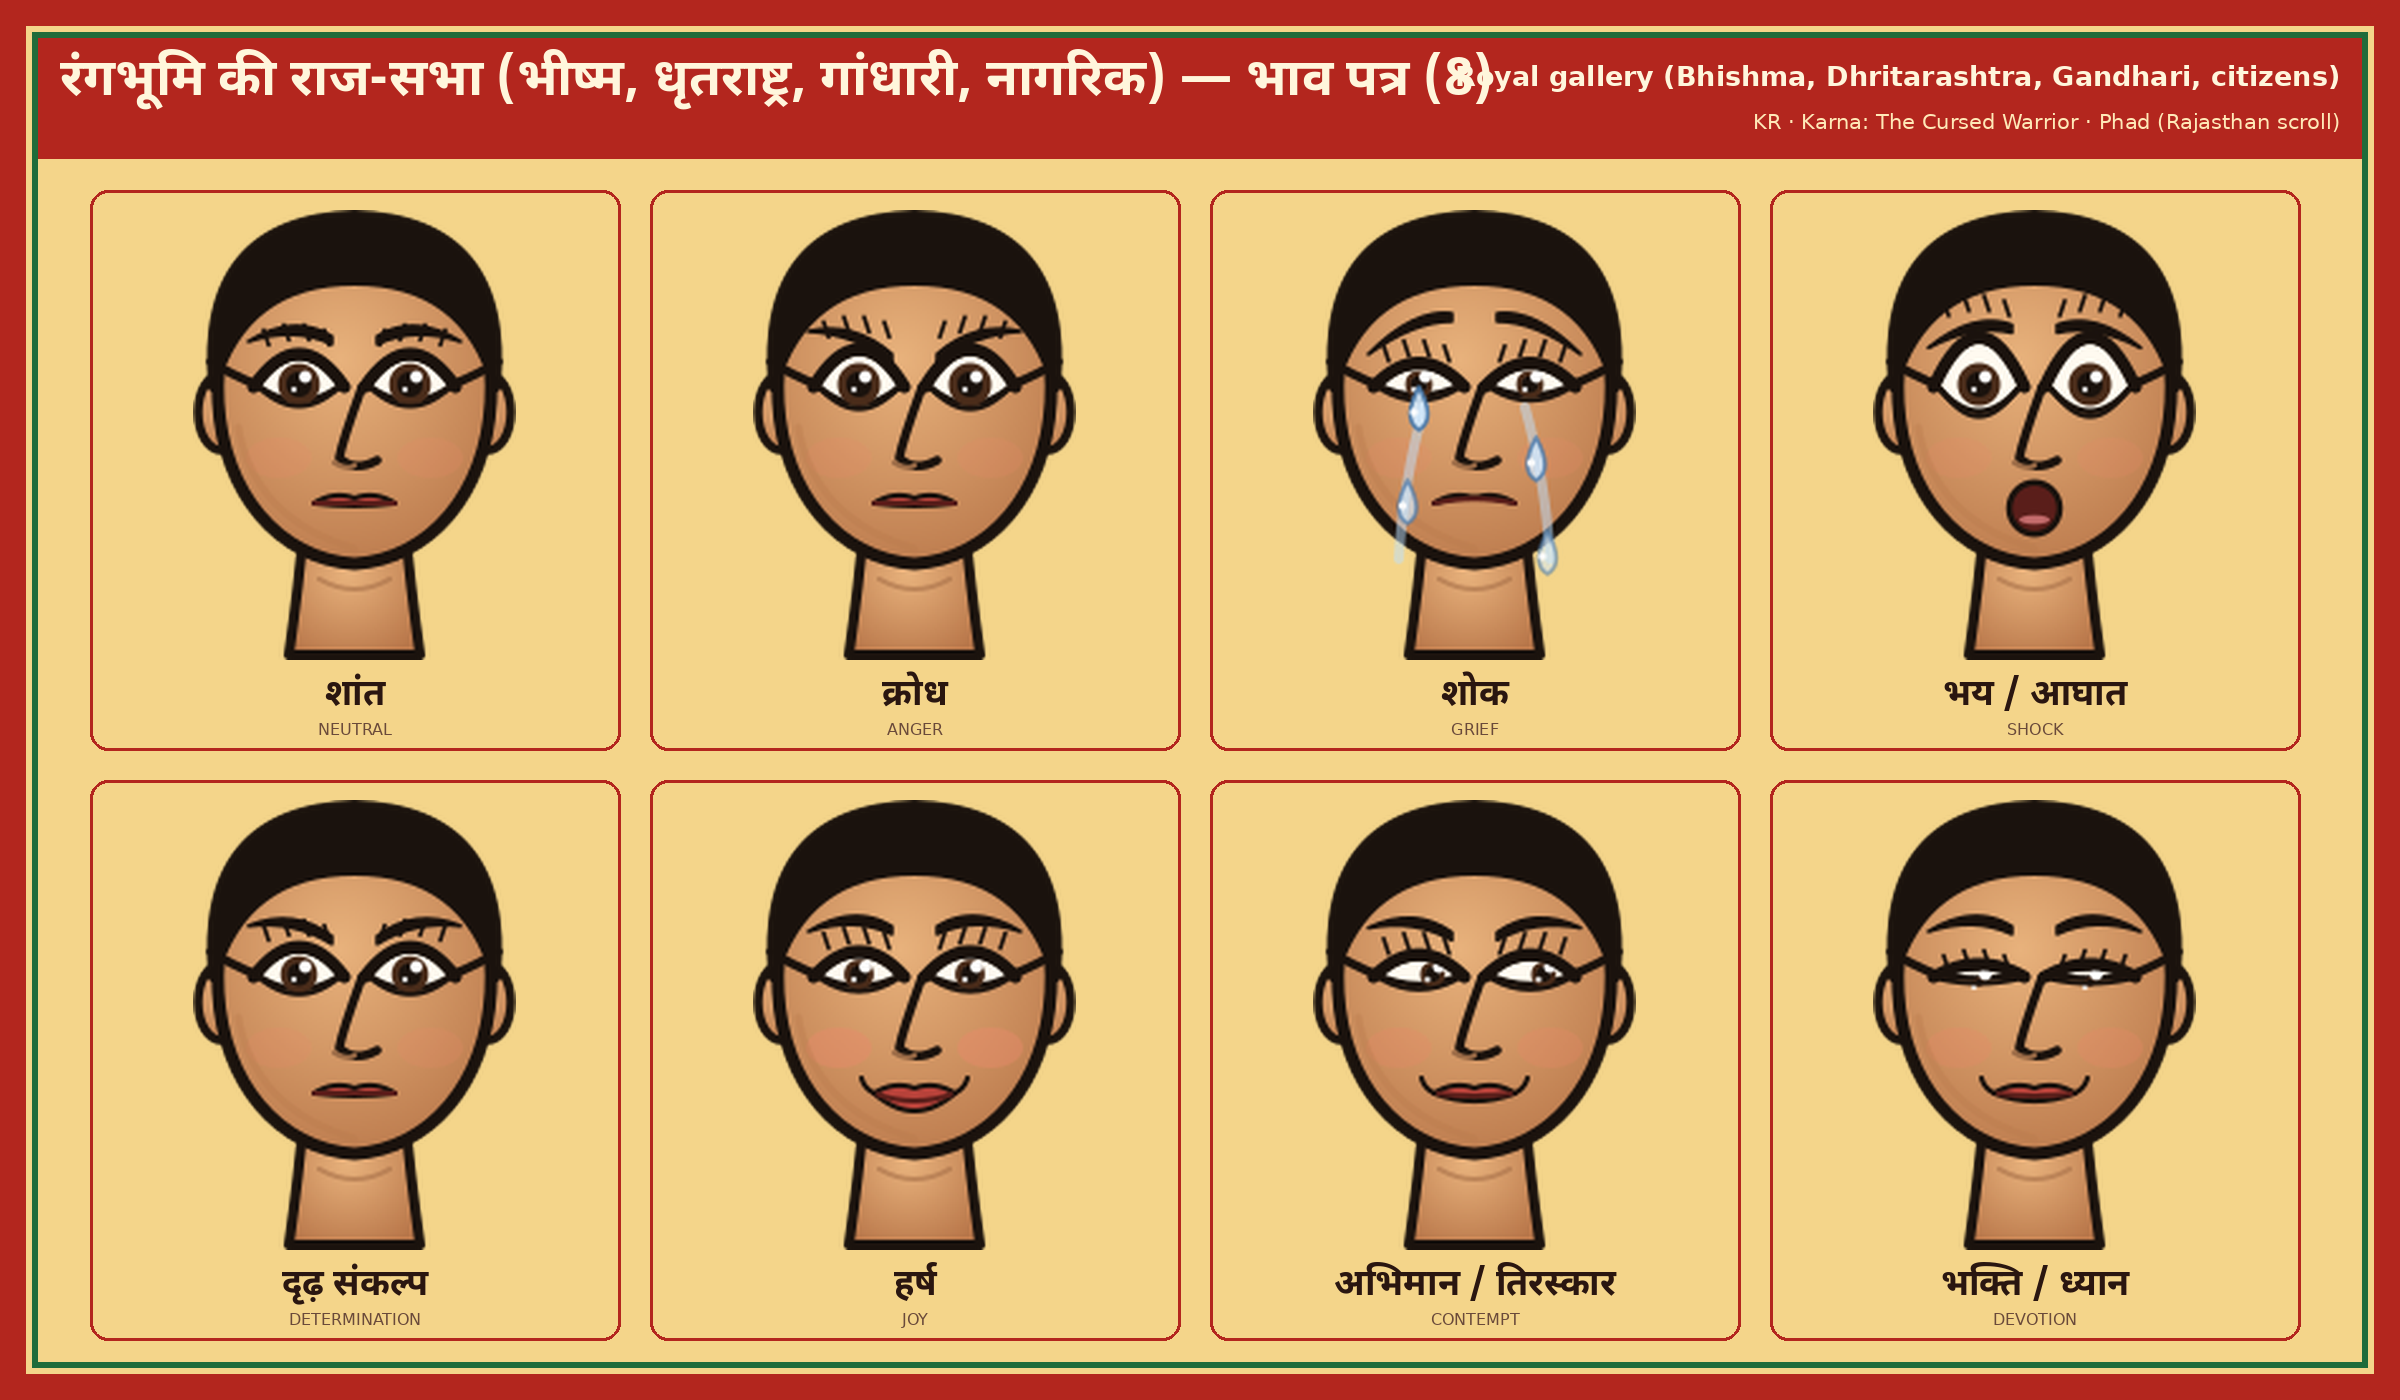 रंगभूमि की राज-सभा (भीष्म, धृतराष्ट्र, गांधारी, नागरिक) — भाव पत्र (8)
Royal gallery (Bhishma, Dhritarashtra, Gandhari, citizens)
KR · Karna: The Cursed Warrior · Phad (Rajasthan scroll)
शांत
NEUTRAL
क्रोध
ANGER
शोक
GRIEF
भय / आघात
SHOCK
दृढ़ संकल्प
DETERMINATION
हर्ष
JOY
अभिमान / तिरस्कार
CONTEMPT
भक्ति / ध्यान
DEVOTION